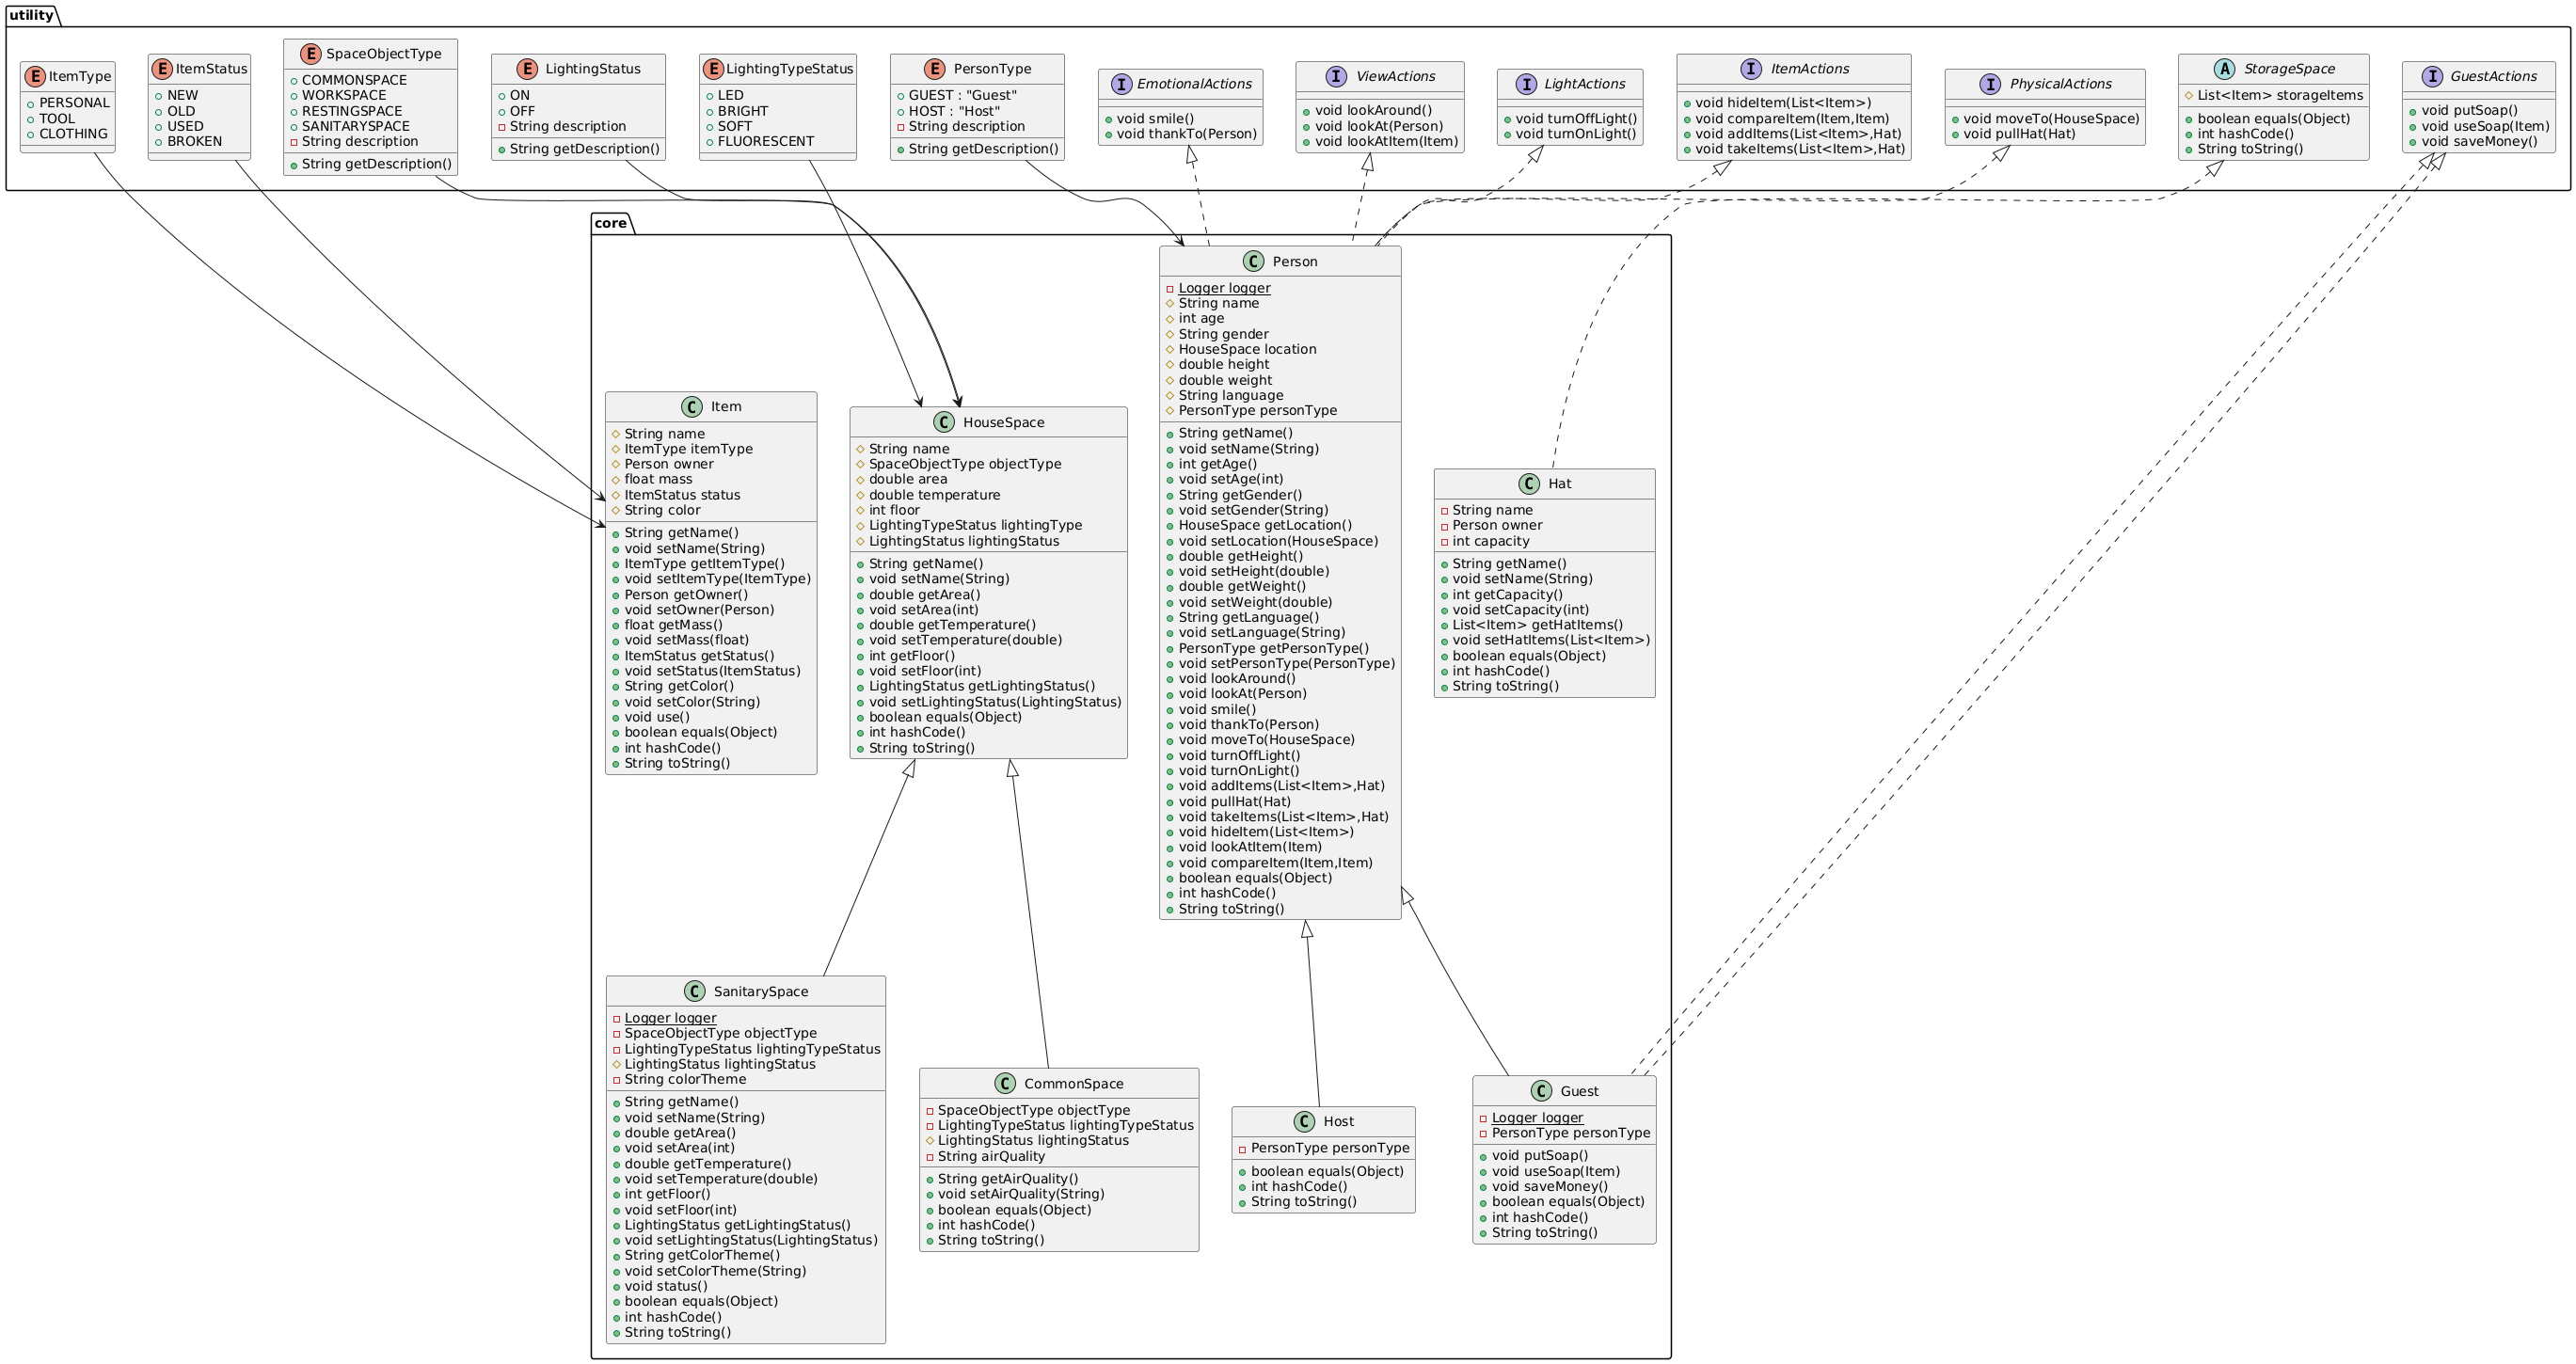 utility
E ItemType
PERSONAL
TOOL
CLOTHING
E ItemStatus
NEW
OLD
USED
BROKEN
E SpaceObjectType
COMMONSPACE
WORKSPACE
RESTINGSPACE
SANITARYSPACE
String description
String getDescription()
E LightingStatus
ON
OFF
String description
String getDescription()
E LightingTypeStatus
LED
BRIGHT
SOFT
FLUORESCENT
E PersonType
GUEST : "Guest"
HOST : "Host"
String description
String getDescription()
I EmotionalActions
void smile()
void thankTo(Person)
I ViewActions
void lookAround()
void lookAt(Person)
void lookAtItem(Item)
I LightActions
void turnOffLight()
void turnOnLight()
I ItemActions
void hideItem(List<Item>)
void compareItem(Item,Item)
void addItems(List<Item>,Hat)
void takeItems(List<Item>,Hat)
I PhysicalActions
void moveTo(HouseSpace)
void pullHat(Hat)
A StorageSpace
List<Item> storageItems
boolean equals(Object)
int hashCode()
String toString()
I GuestActions
void putSoap()
void useSoap(Item)
void saveMoney()
core
C Item
String name
ItemType itemType
Person owner
float mass
ItemStatus status
String color
String getName()
void setName(String)
ItemType getItemType()
void setItemType(ItemType)
Person getOwner()
void setOwner(Person)
float getMass()
void setMass(float)
ItemStatus getStatus()
void setStatus(ItemStatus)
String getColor()
void setColor(String)
void use()
boolean equals(Object)
int hashCode()
String toString()
C HouseSpace
String name
SpaceObjectType objectType
double area
double temperature
int floor
LightingTypeStatus lightingType
LightingStatus lightingStatus
String getName()
void setName(String)
double getArea()
void setArea(int)
double getTemperature()
void setTemperature(double)
int getFloor()
void setFloor(int)
LightingStatus getLightingStatus()
void setLightingStatus(LightingStatus)
boolean equals(Object)
int hashCode()
String toString()
C Person
Logger logger
String name
int age
String gender
HouseSpace location
double height
double weight
String language
PersonType personType
String getName()
void setName(String)
int getAge()
void setAge(int)
String getGender()
void setGender(String)
HouseSpace getLocation()
void setLocation(HouseSpace)
double getHeight()
void setHeight(double)
double getWeight()
void setWeight(double)
String getLanguage()
void setLanguage(String)
PersonType getPersonType()
void setPersonType(PersonType)
void lookAround()
void lookAt(Person)
void smile()
void thankTo(Person)
void moveTo(HouseSpace)
void turnOffLight()
void turnOnLight()
void addItems(List<Item>,Hat)
void pullHat(Hat)
void takeItems(List<Item>,Hat)
void hideItem(List<Item>)
void lookAtItem(Item)
void compareItem(Item,Item)
boolean equals(Object)
int hashCode()
String toString()
C Hat
String name
Person owner
int capacity
String getName()
void setName(String)
int getCapacity()
void setCapacity(int)
List<Item> getHatItems()
void setHatItems(List<Item>)
boolean equals(Object)
int hashCode()
String toString()
C SanitarySpace
Logger logger
SpaceObjectType objectType
LightingTypeStatus lightingTypeStatus
LightingStatus lightingStatus
String colorTheme
String getName()
void setName(String)
double getArea()
void setArea(int)
double getTemperature()
void setTemperature(double)
int getFloor()
void setFloor(int)
LightingStatus getLightingStatus()
void setLightingStatus(LightingStatus)
String getColorTheme()
void setColorTheme(String)
void status()
boolean equals(Object)
int hashCode()
String toString()
C CommonSpace
SpaceObjectType objectType
LightingTypeStatus lightingTypeStatus
LightingStatus lightingStatus
String airQuality
String getAirQuality()
void setAirQuality(String)
boolean equals(Object)
int hashCode()
String toString()
C Host
PersonType personType
boolean equals(Object)
int hashCode()
String toString()
C Guest
Logger logger
PersonType personType
void putSoap()
void useSoap(Item)
void saveMoney()
boolean equals(Object)
int hashCode()
String toString()